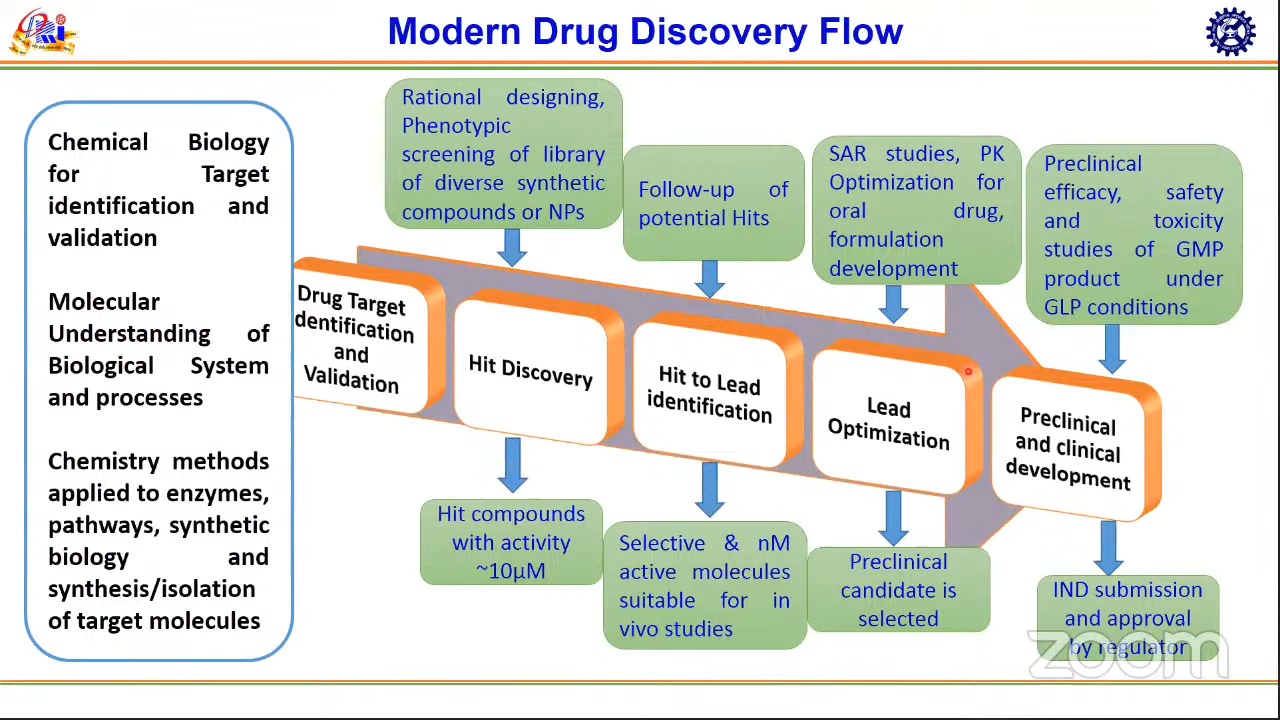 Modern Drug Discovery Flow
Chemical Biology
for Target
identification and
validation
Molecular
Understanding of
Biological System
and processes
Chemistry methods
applied to enzymes,
pathways, synthetic
biology and
synthesis/isolation
of target molecules
Rational designing,
Phenotypic
screening of library
of diverse synthetic
compounds or NPs
Follow-up of
potential Hits
SAR studies, PK
Optimization for
oral drug,
formulation
development
Preclinical
efficacy, safety
and toxicity
studies of GMP
product under
GLP conditions
Drug Target
dentification
and
Validation
Hit Discovery
Hit to Lead
identification
Lead
Optimization
Preclinical
and clinical
development
Hit compounds
with activity
~10µM
Selective & nM
active molecules
suitable for in
vivo studies
Preclinical
candidate is
selected
IND submission
and approval
by regulator
zoom